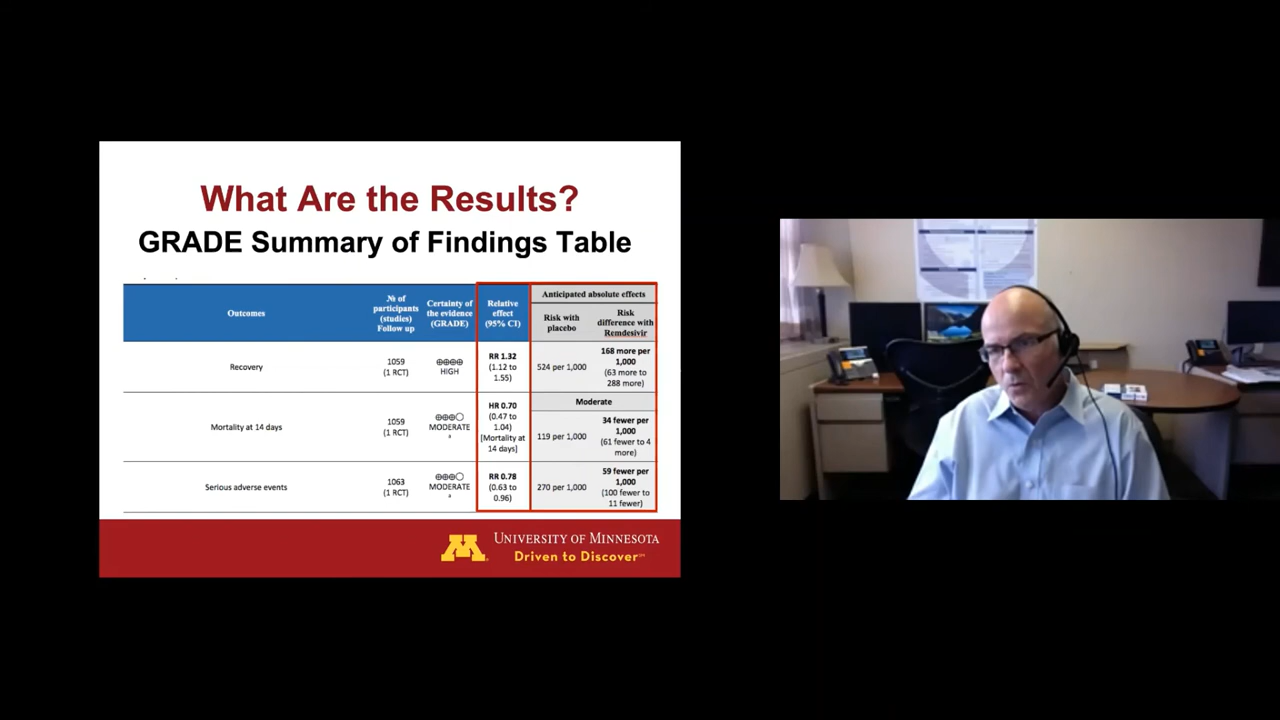 What Are the Results?
GRADE Summary of Findings Table
Outcomes
№ of
participants
(studies)
Follow up
Certainty of
the evidence
(GRADE)
Relative
effect
(95% CI)
Anticipated absolute effects
Risk with
placebo
Risk
difference with
Remdesivir
Recovery
1059
(1 RCT)
⊕⊕⊕⊕
HIGH
RR 1.32
(1.12 to
1.55)
524 per 1,000
168 more per
1,000
(63 more to
288 more)
Mortality at 14 days
1059
(1 RCT)
⊕⊕⊕◯
MODERATE
a
HR 0.70
(0.47 to
1.04)
[Mortality at
14 days]
Moderate
119 per 1,000
34 fewer per
1,000
(61 fewer to 4
more)
Serious adverse events
1063
(1 RCT)
⊕⊕⊕◯
MODERATE
a
RR 0.78
(0.63 to
0.96)
270 per 1,000
59 fewer per
1,000
(100 fewer to
11 fewer)
M
UNIVERSITY OF MINNESOTA
Driven to Discover℠